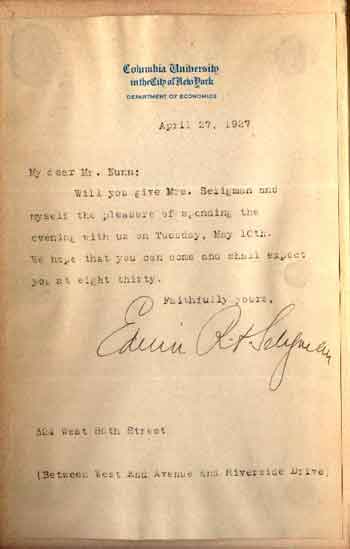 Columbia University
in the City of New York
DEPARTMENT OF ECONOMICS
April 27, 1927
My dear Mr. Nunn:
Will you give Mrs. Seligman and
myself the pleasure of spending the
evening with us on Tuesday, May 10th.
We hope that you can come and shall expect
you at eight thirty.
Faithfully yours,
Edwin R. A. Seligman
324 West 86th Street
(Between West End Avenue and Riverside Drive)